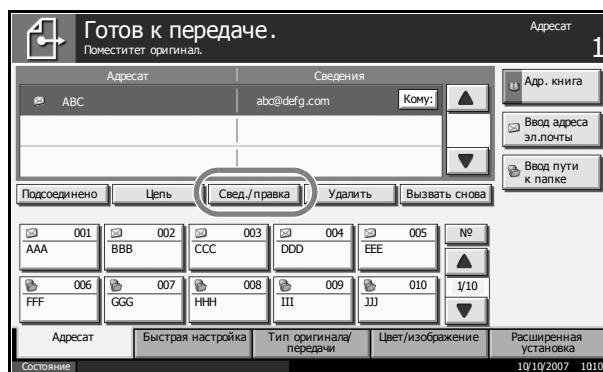 Готов к передаче.
Поместитет оригинал.
Адресат
1
Адресат Сведения
ABC abc@defg.com Кому:
Адр. книга
Ввод адреса
эл.почты
Ввод пути
к папке
Подсоединено Цепь Свед./правка Удалить Вызвать снова
001 002 003 004 005 №
AAA BBB CCC DDD EEE
006 007 008 009 010 1/10
FFF GGG HHH III JJJ
Адресат Быстрая настройка Тип оригинала/ Цвет/изображение Расширенная
передачи установка
Состояние 10/10/2007 1010